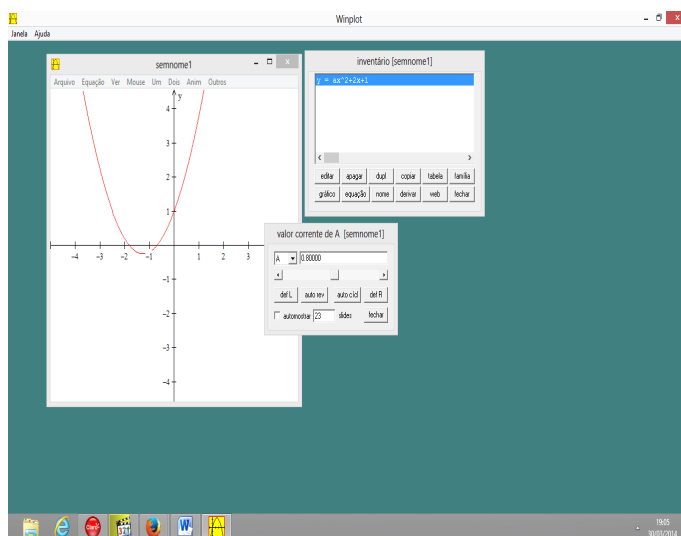 Winplot
Janela Ajuda
semnome1
Arquivo Equação Ver Mouse Um Dois Anim Outros
y
4
3
2
1
-4 -3 -2 -1 1 2 3
-1
-2
-3
-4
inventário [semnome1]
y = ax^2+2x+1
editar apagar dupl copiar tabela família
gráfico equação nome derivar web fechar
valor corrente de A [semnome1]
A 0.80000
def L auto rev auto cicl def R
automostrar 23 slides fechar
Claro-
321
W
19:05
30/03/2014